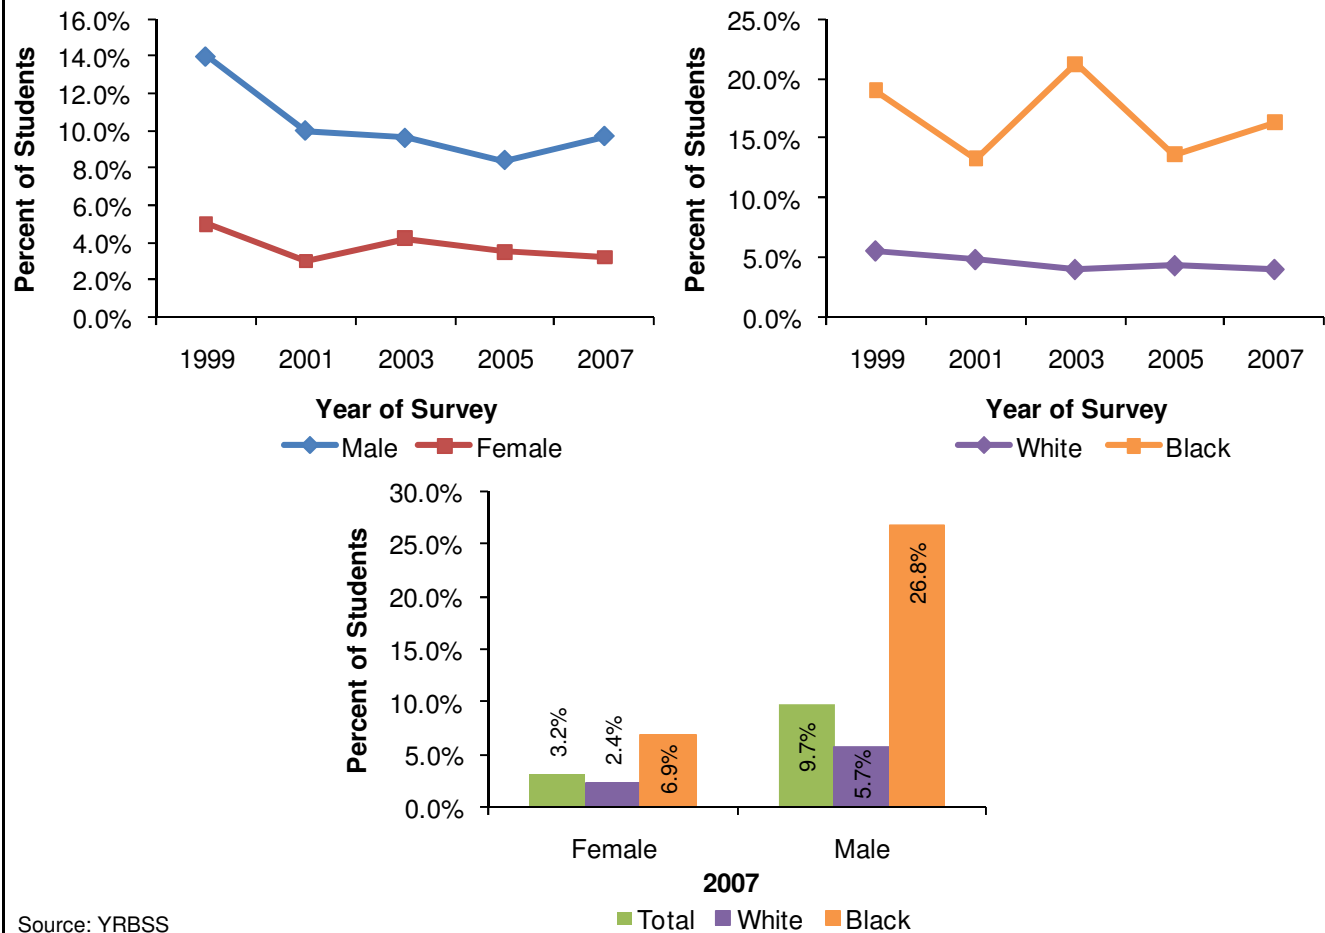 16.0%
14.0%
12.0%
10.0%
8.0%
6.0%
4.0%
2.0%
0.0%
Percent of Students
1999 2001 2003 2005 2007
Year of Survey
Male Female
25.0%
20.0%
15.0%
10.0%
5.0%
0.0%
Percent of Students
1999 2001 2003 2005 2007
Year of Survey
White Black
30.0%
25.0%
20.0%
15.0%
10.0%
5.0%
0.0%
Percent of Students
3.2%
2.4%
6.9%
9.7%
5.7%
26.8%
Female Male
2007
Total White Black
Source: YRBSS